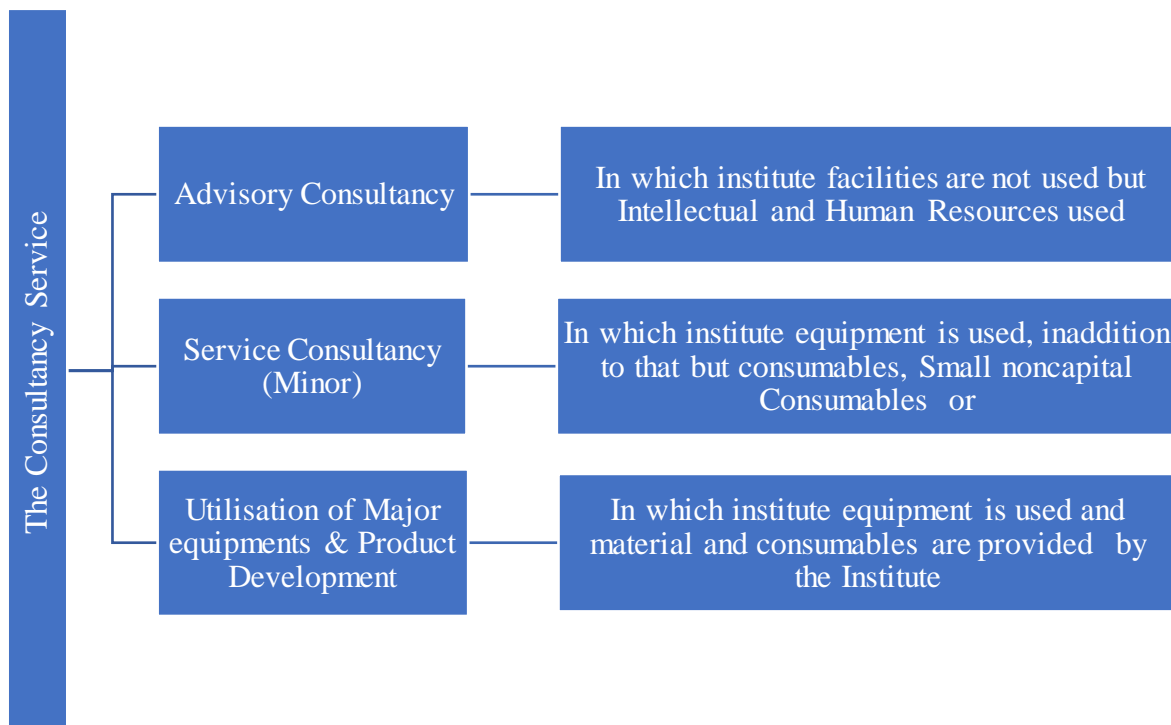 The Consultancy Service
Advisory Consultancy
In which institute facilities are not used but
Intellectual and Human Resources used
Service Consultancy
(Minor)
In which institute equipment is used, inaddition
to that but consumables, Small noncapital
Consumables or
Utilisation of Major
equipments & Product
Development
In which institute equipment is used and
material and consumables are provided by
the Institute